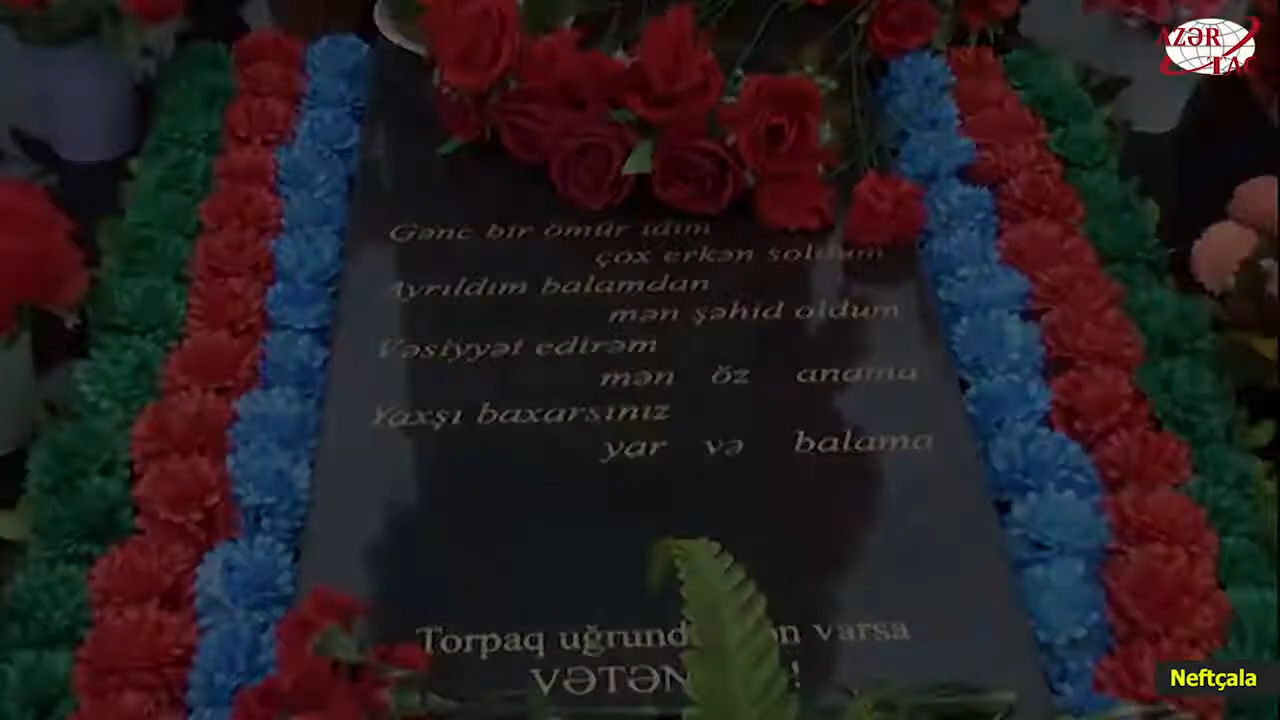 AZƏRTAC
Gənc bir ömür idim
çox erkən soldum
Ayrıldım balamdan
mən şəhid oldum
Vəsiyyət edirəm
mən öz anama
Yaxşı baxarsınız
yar və balama
Torpaq uğrund ən varsa
VƏTƏN !
Neftçala